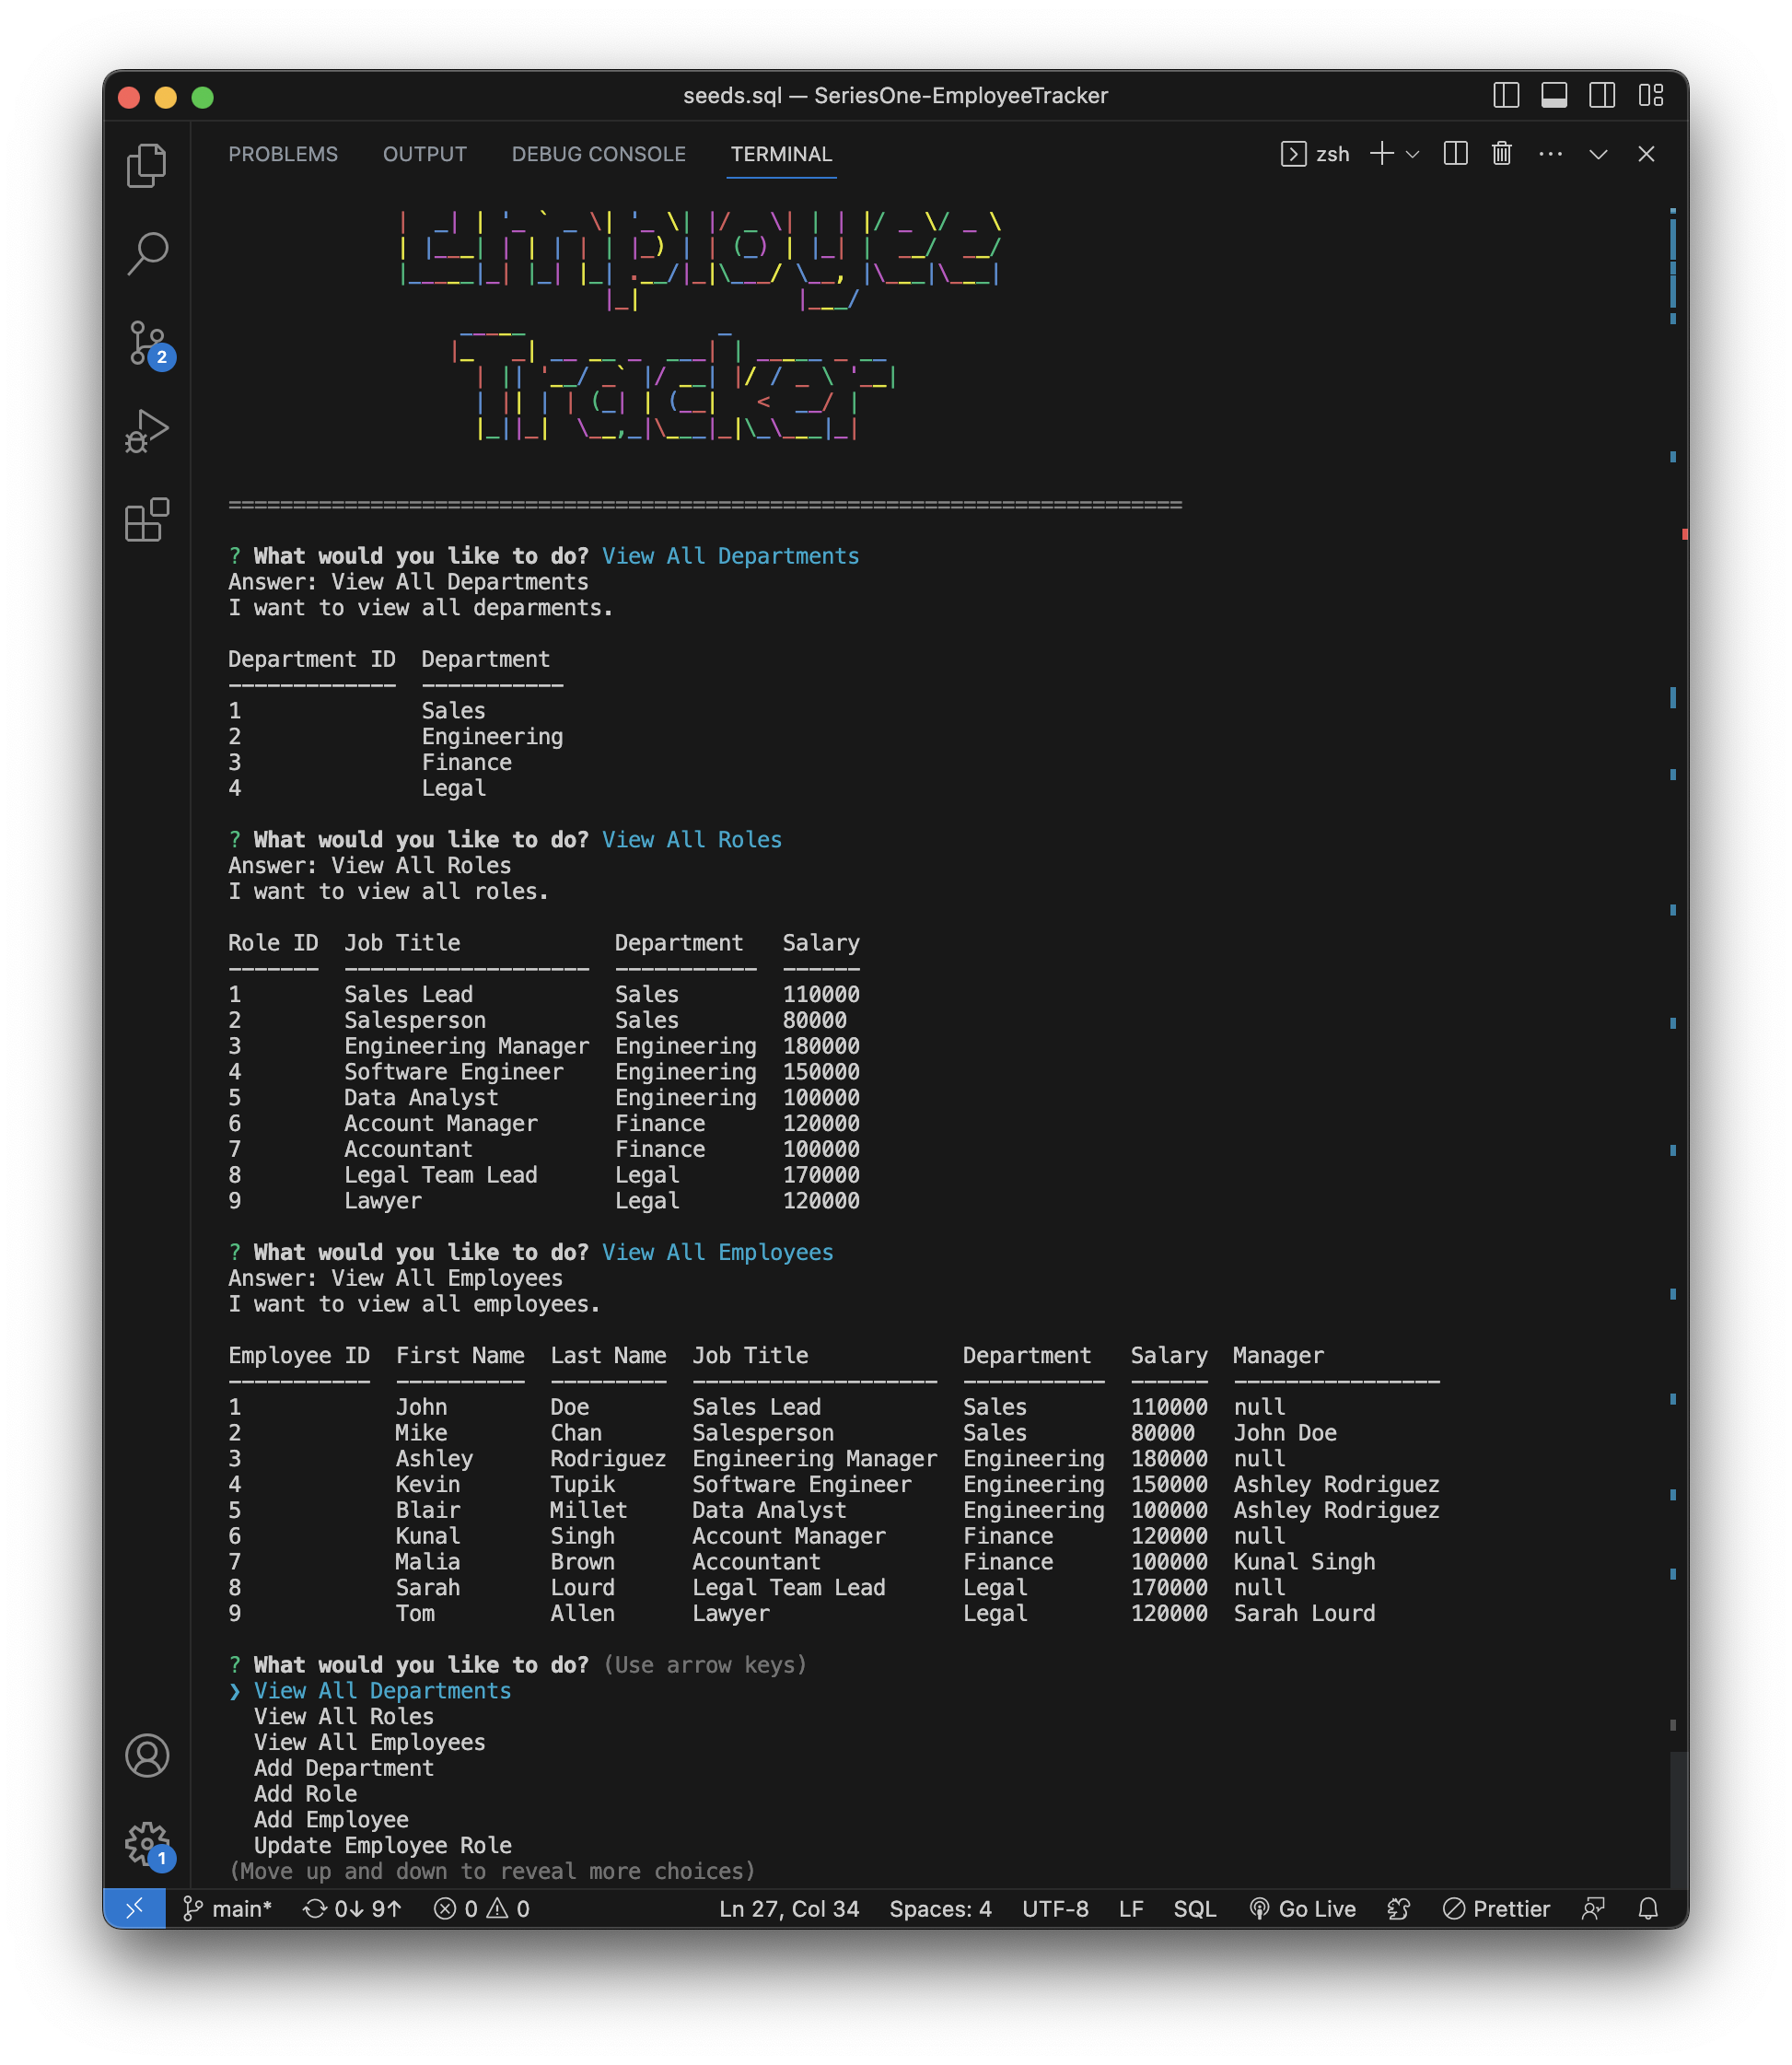 seeds.sql — SeriesOne-EmployeeTracker
PROBLEMS OUTPUT DEBUG CONSOLE TERMINAL zsh
Employee
Tracker
==========================================================================
? What would you like to do? View All Departments
Answer: View All Departments
I want to view all deparments.
Department ID  Department
-------------  -----------
1              Sales
2              Engineering
3              Finance
4              Legal
? What would you like to do? View All Roles
Answer: View All Roles
I want to view all roles.
Role ID  Job Title            Department   Salary
-------  -------------------  -----------  ------
1        Sales Lead           Sales        110000
2        Salesperson          Sales        80000
3        Engineering Manager  Engineering  180000
4        Software Engineer    Engineering  150000
5        Data Analyst         Engineering  100000
6        Account Manager      Finance      120000
7        Accountant           Finance      100000
8        Legal Team Lead      Legal        170000
9        Lawyer               Legal        120000
? What would you like to do? View All Employees
Answer: View All Employees
I want to view all employees.
Employee ID  First Name  Last Name  Job Title            Department   Salary  Manager
-----------  ----------  ---------  -------------------  -----------  ------  ----------------
1            John        Doe        Sales Lead           Sales        110000  null
2            Mike        Chan       Salesperson          Sales        80000   John Doe
3            Ashley      Rodriguez  Engineering Manager  Engineering  180000  null
4            Kevin       Tupik      Software Engineer    Engineering  150000  Ashley Rodriguez
5            Blair       Millet     Data Analyst         Engineering  100000  Ashley Rodriguez
6            Kunal       Singh      Account Manager      Finance      120000  null
7            Malia       Brown      Accountant           Finance      100000  Kunal Singh
8            Sarah       Lourd      Legal Team Lead      Legal        170000  null
9            Tom         Allen      Lawyer               Legal        120000  Sarah Lourd
? What would you like to do? (Use arrow keys)
❯ View All Departments
View All Roles
View All Employees
Add Department
Add Role
Add Employee
Update Employee Role
(Move up and down to reveal more choices)
2
1
main* 0↓ 9↑ 0 0 Ln 27, Col 34 Spaces: 4 UTF-8 LF SQL Go Live Prettier